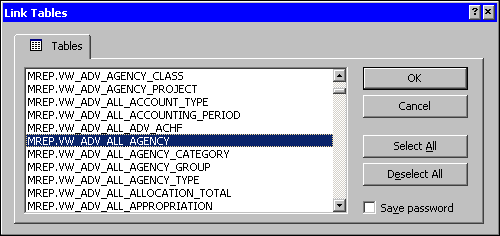 Link Tables
Tables
MREP.VW_ADV_AGENCY_CLASS
MREP.VW_ADV_AGENCY_PROJECT
MREP.VW_ADV_ALL_ACCOUNT_TYPE
MREP.VW_ADV_ALL_ACCOUNTING_PERIOD
MREP.VW_ADV_ALL_ADV_ACHF
MREP.VW_ADV_ALL_AGENCY
MREP.VW_ADV_ALL_AGENCY_CATEGORY
MREP.VW_ADV_ALL_AGENCY_GROUP
MREP.VW_ADV_ALL_AGENCY_TYPE
MREP.VW_ADV_ALL_ALLOCATION_TOTAL
MREP.VW_ADV_ALL_APPROPRIATION
OK
Cancel
Select All
Deselect All
Save password